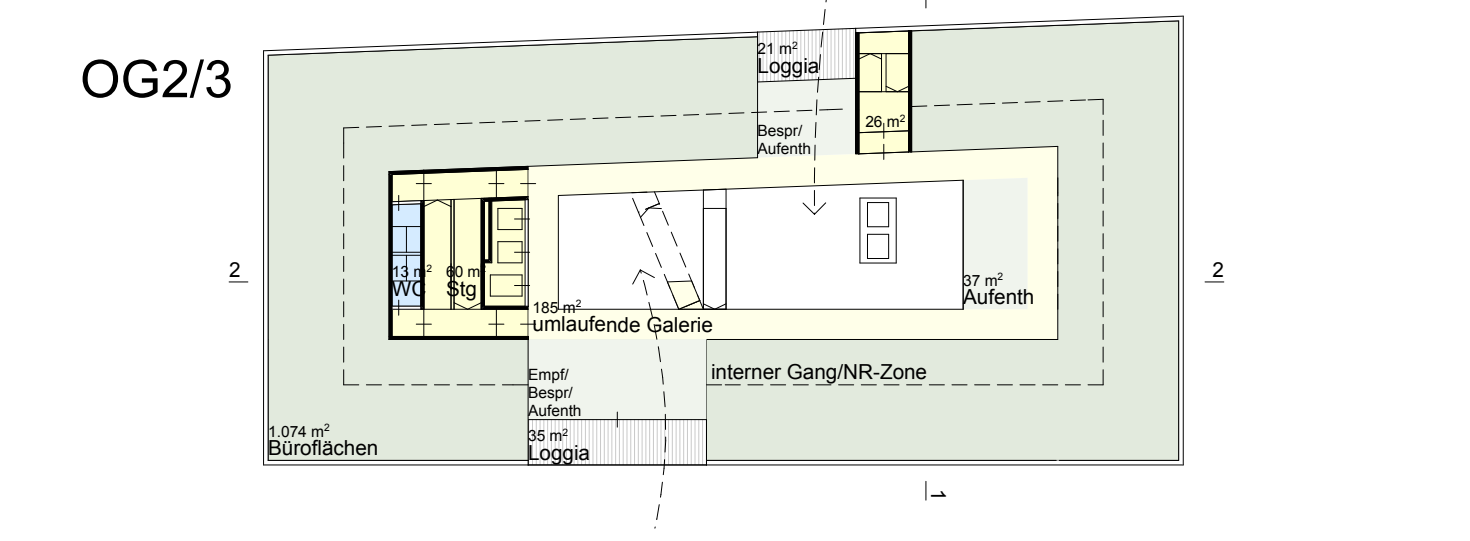 OG2/3
21 m²
Loggia
Bespr/
Aufenth
26 m²
2
13 m²
WC
60 m²
Stg
37 m²
Aufenth
2
185 m²
umlaufende Galerie
Empf/
Bespr/
Aufenth
interner Gang/NR-Zone
1.074 m²
Büroflächen
35 m²
Loggia
1